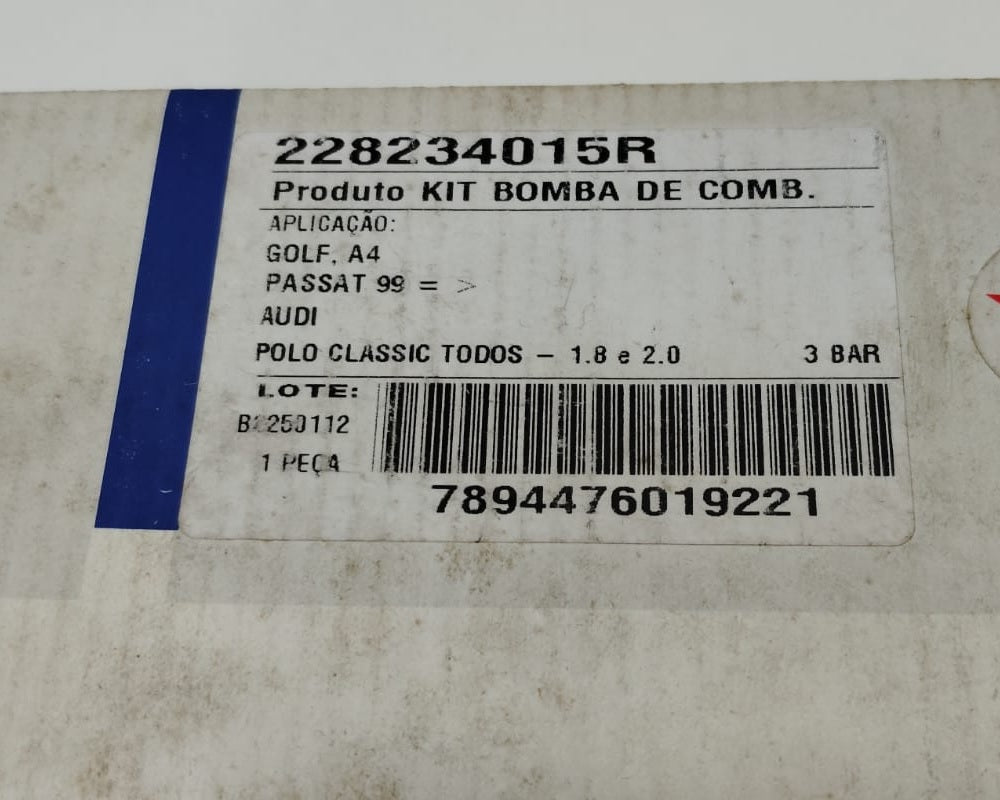 228234015R
Produto KIT BOMBA DE COMB.
APLICAÇÃO:
GOLF, A4
PASSAT 99 = >
AUDI
POLO CLASSIC TODOS – 1.8 e 2.0 3 BAR
LOTE:
1 PEÇA
7894476019221